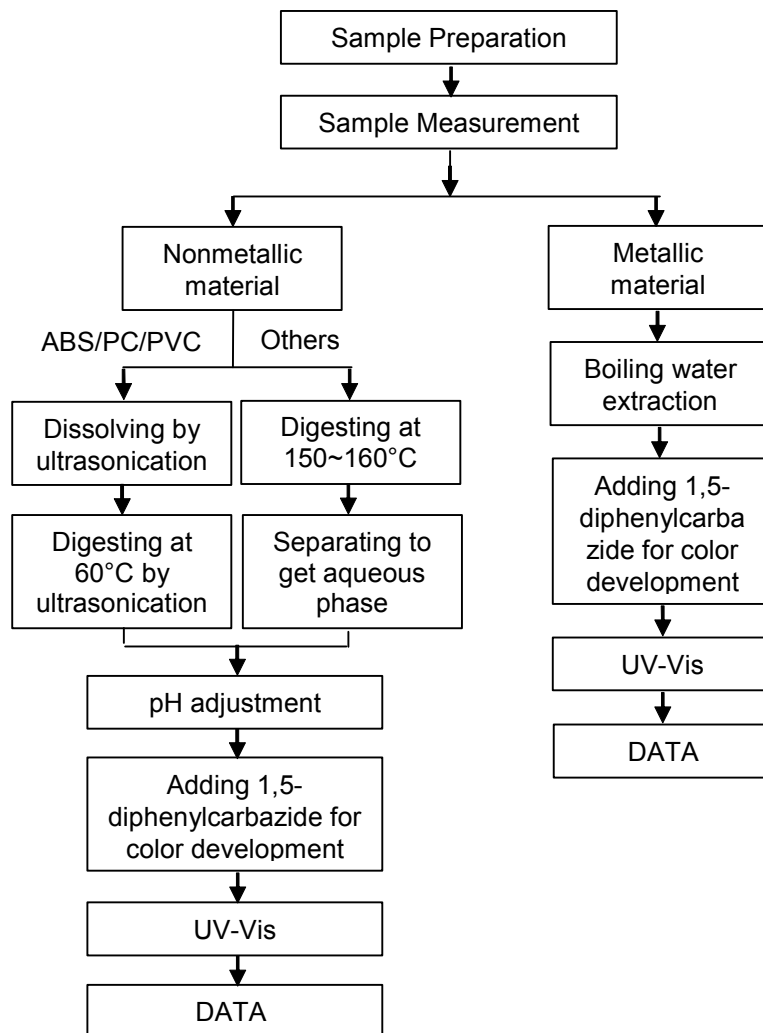 Sample Preparation
Sample Measurement
Nonmetallic
material
ABS/PC/PVC
Others
Dissolving by
ultrasonication
Digesting at
150~160°C
Digesting at
60°C by
ultrasonication
Separating to
get aqueous
phase
pH adjustment
Adding 1,5-
diphenylcarbazide for
color development
UV-Vis
DATA
Metallic
material
Boiling water
extraction
Adding 1,5-
diphenylcarba
zide for color
development
UV-Vis
DATA